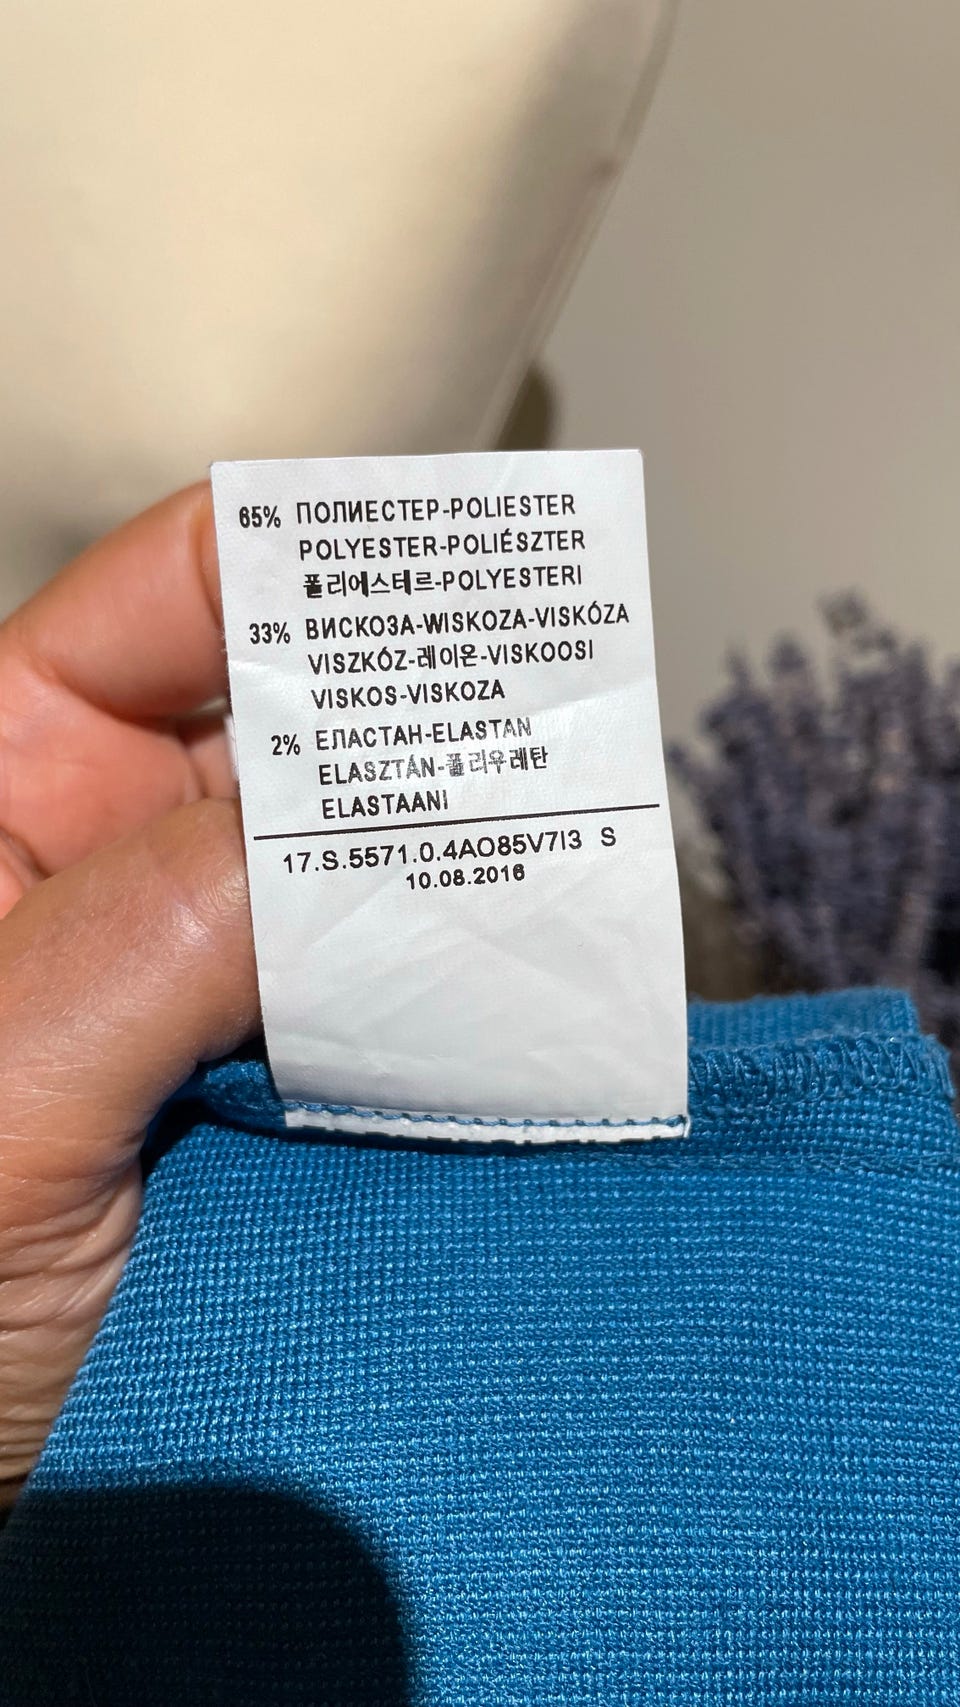 65% ПОЛИЕСТЕР-POLIESTER
POLYESTER-POLIÉSZTER
폴리에스테르-POLYESTERI
33% ВИСКОЗА-WISKOZA-VISKÓZA
VISZKÓZ-레이온-VISKOOSI
VISKOS-VISKOZA
2% ЕЛАСТАН-ELASTAN
ELASZTÁN-폴리우레탄
ELASTAANI
17.S.5571.0.4AO85V7I3 S
10.08.2016